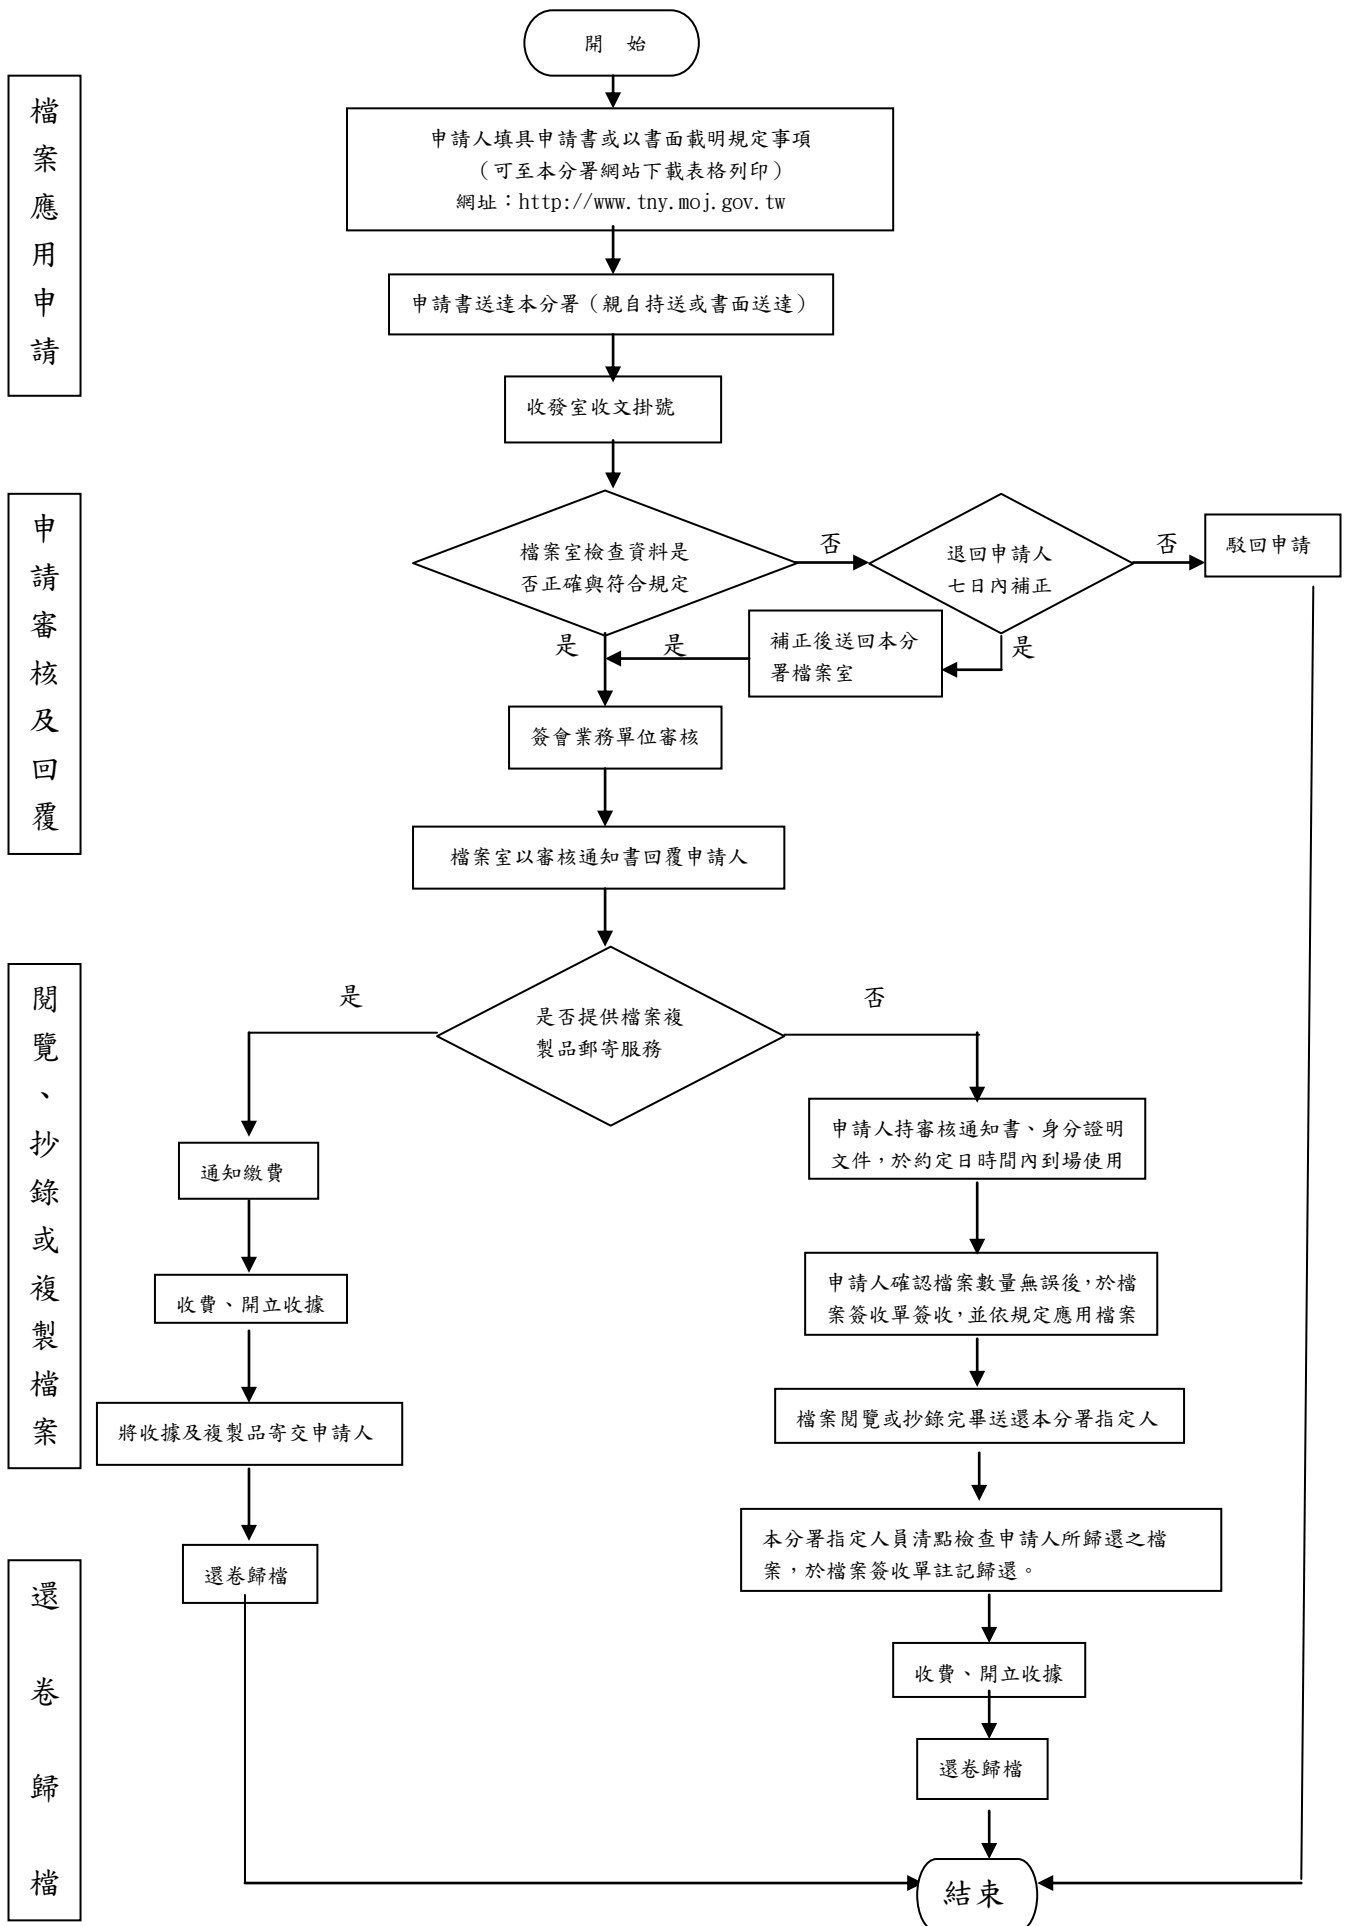 開 始
檔案應用申請
申請人填具申請書或以書面載明規定事項
（可至本分署網站下載表格列印）
網址：http://www.tny.moj.gov.tw
申請書送達本分署（親自持送或書面送達）
收發室收文掛號
申請審核及回覆
檔案室檢查資料是
否正確與符合規定
否
退回申請人
七日內補正
否
駁回申請
是
是
補正後送回本分
署檔案室
是
簽會業務單位審核
檔案室以審核通知書回覆申請人
閱覽、抄錄或複製檔案
是
是否提供檔案複
製品郵寄服務
否
通知繳費
收費、開立收據
將收據及複製品寄交申請人
還卷歸檔
申請人持審核通知書、身分證明
文件，於約定日時間內到場使用
申請人確認檔案數量無誤後，於檔
案簽收單簽收，並依規定應用檔案
檔案閱覽或抄錄完畢送還本分署指定人
本分署指定人員清點檢查申請人所歸還之檔
案，於檔案簽收單註記歸還。
收費、開立收據
還卷歸檔
還卷歸檔
結束